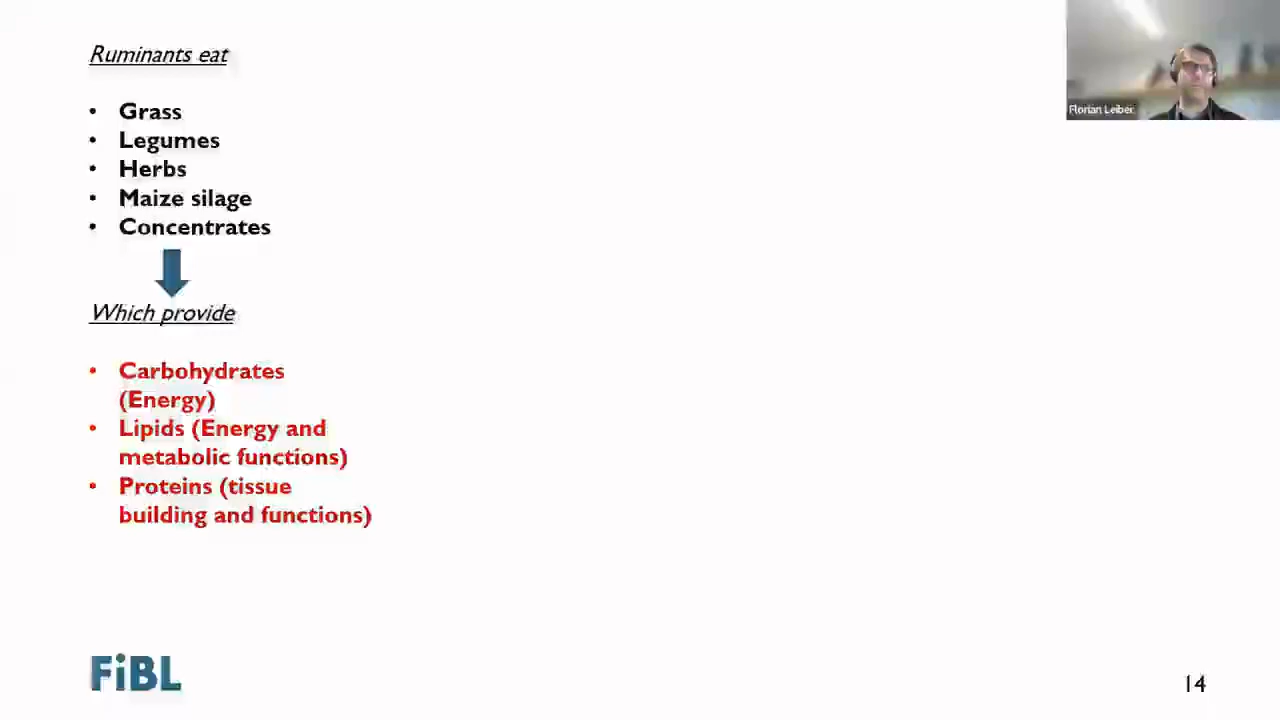 Ruminants eat
• Grass
• Legumes
• Herbs
• Maize silage
• Concentrates
Which provide
• Carbohydrates
(Energy)
• Lipids (Energy and
metabolic functions)
• Proteins (tissue
building and functions)
Florian Leiber
FiBL
14